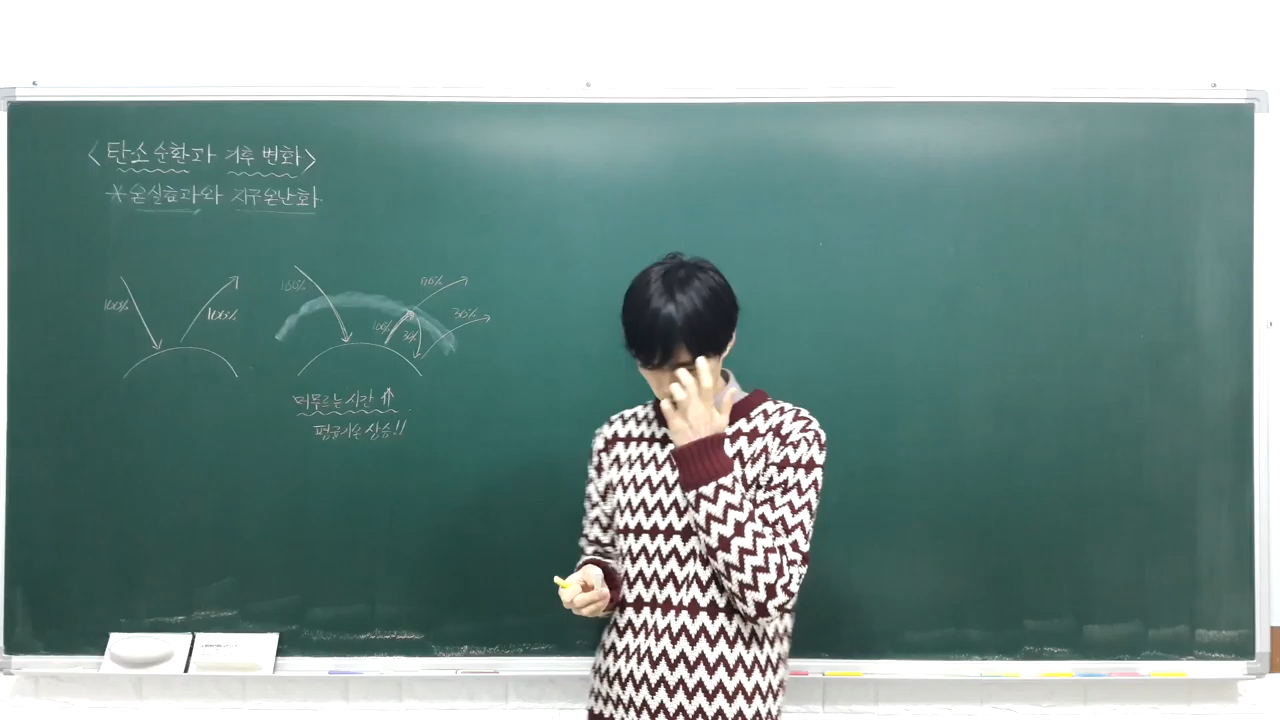 <탄소 순환과 기후 변화>
* 온실효과와 지구온난화
100%
100%
100%
70%
100%
30%
30%
머무르는 시간 ⇑
평균기온 상승!!